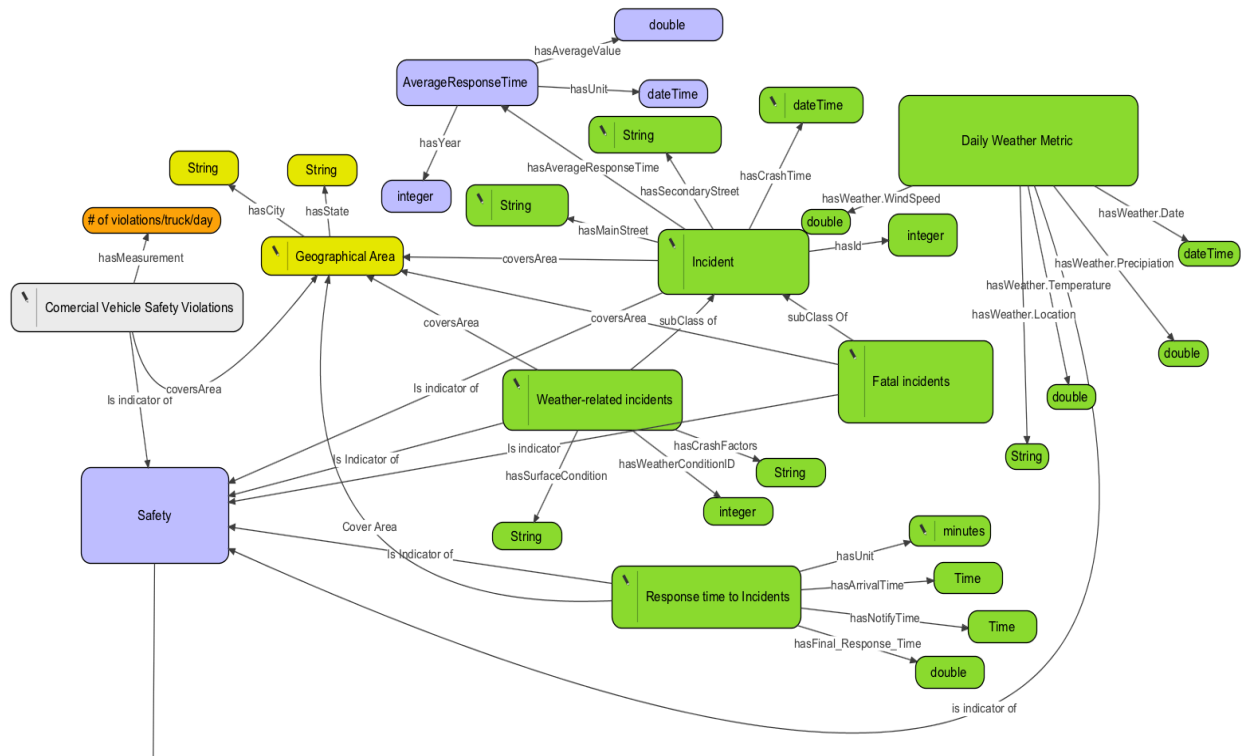 double
hasAverageValue
AverageResponseTime
hasUnit
dateTime
dateTime
hasYear
String
Daily Weather Metric
hasAverageResponseTime
hasCrashTime
String
String
hasSecondaryStreet
integer
String
hasWeather.WindSpeed
hasCity
hasState
hasMainStreet
double
hasWeather.Date
# of violations/truck/day
hasId
integer
hasMeasurement
Geographical Area
coversArea
Incident
dateTime
hasWeather.Precipiation
hasWeather.Temperature
Comercial Vehicle Safety Violations
hasWeather.Location
coversArea
coversArea
subClass of
subClass Of
double
Fatal incidents
coversArea
Is indicator of
Is indicator of
Weather-related incidents
double
hasCrashFactors
Is indicator
Is Indicator of
hasWeatherConditionID
String
String
hasSurfaceCondition
integer
Safety
Cover Area
String
minutes
Is Indicator of
hasUnit
hasArrivalTime
Time
Response time to Incidents
hasNotifyTime
Time
hasFinal_Response_Time
double
is indicator of